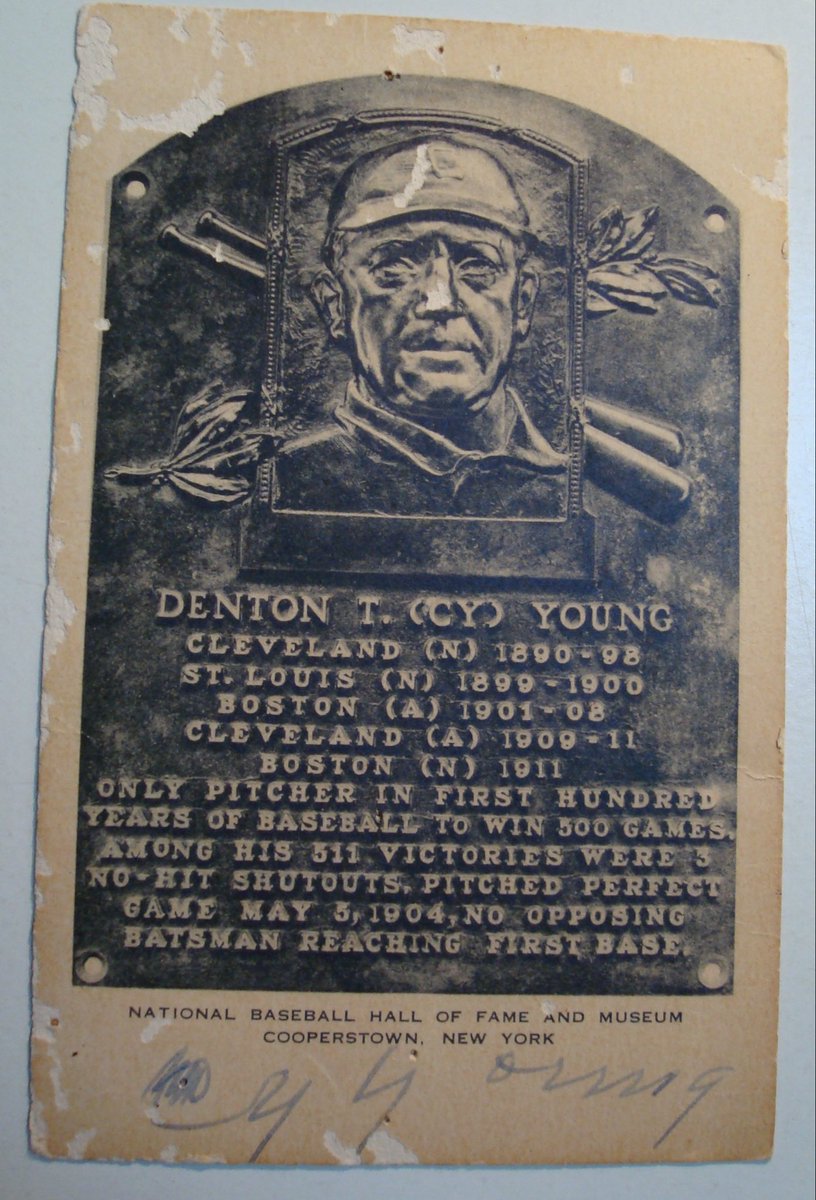 DENTON T. (CY) YOUNG
CLEVELAND (N) 1890-98
ST. LOUIS (N) 1899-1900
BOSTON (A) 1901-08
CLEVELAND (A) 1909-11
BOSTON (N) 1911
ONLY PITCHER IN FIRST HUNDRED
YEARS OF BASEBALL TO WIN 500 GAMES.
AMONG HIS 511 VICTORIES WERE 3
NO-HIT SHUTOUTS. PITCHED PERFECT
GAME MAY 5, 1904, NO OPPOSING
BATSMAN REACHING FIRST BASE.
NATIONAL BASEBALL HALL OF FAME AND MUSEUM
COOPERSTOWN, NEW YORK
Cy Young